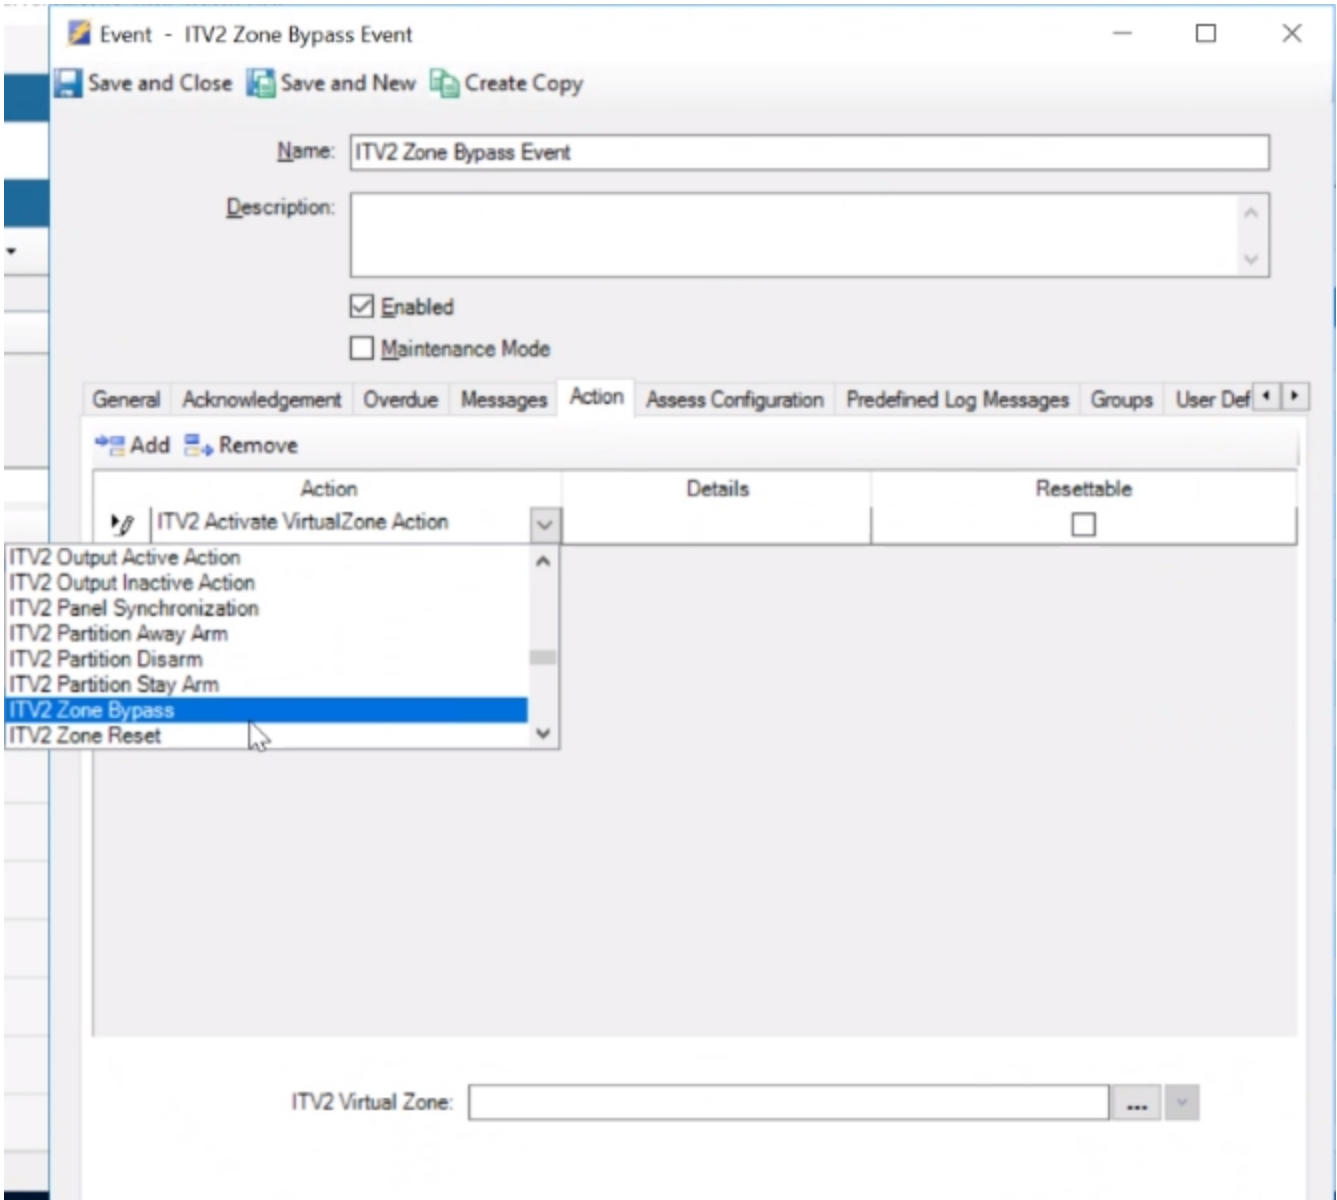 Event - ITV2 Zone Bypass Event
Save and Close Save and New Create Copy
Name: ITV2 Zone Bypass Event
Description:
Enabled
Maintenance Mode
General Acknowledgement Overdue Messages Action Assess Configuration Predefined Log Messages Groups User Def
Add Remove
Action Details Resettable
ITV2 Activate VirtualZone Action
ITV2 Output Active Action
ITV2 Output Inactive Action
ITV2 Panel Synchronization
ITV2 Partition Away Arm
ITV2 Partition Disarm
ITV2 Partition Stay Arm
ITV2 Zone Bypass
ITV2 Zone Reset
ITV2 Virtual Zone: ...